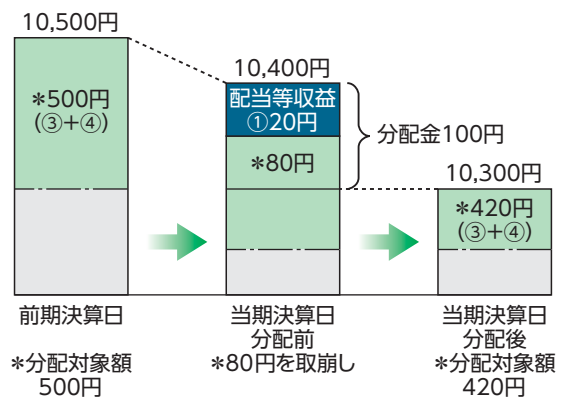 10,500円
*500円
(③+④)
前期決算日
*分配対象額
500円
10,400円
配当等収益
①20円
*80円
分配金100円
当期決算日
分配前
*80円を取崩し
10,300円
*420円
(③+④)
当期決算日
分配後
*分配対象額
420円